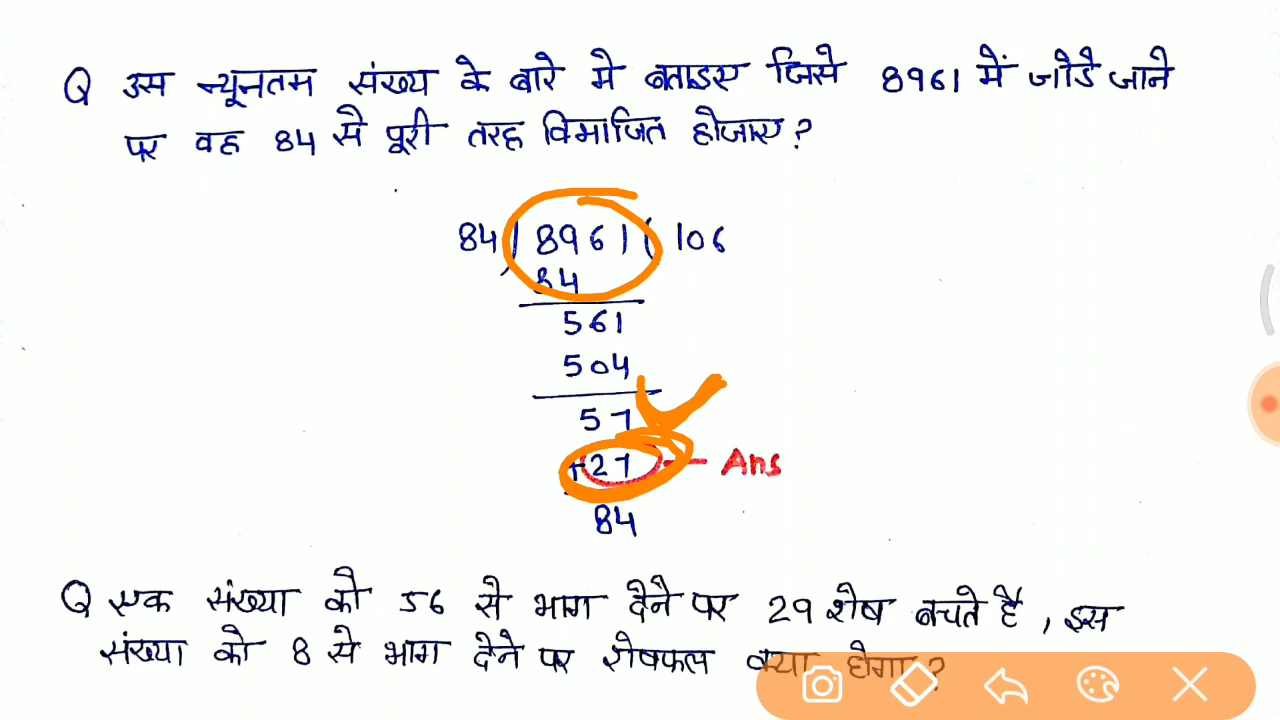 Q उस न्यूनतम संख्य के बारे मे बताइए जिसे 8961 में जोडै जाने
पर वह 84 से पूरी तरह विभाजित होजाए?
84) 8961 ( 106
84
561
504
57
+27 — Ans
84
Q एक संख्या को 56 से भाग देने पर 29 शेष बचते है , इस
संख्या को 8 से भाग देने पर शेषफल क्या होगा ?